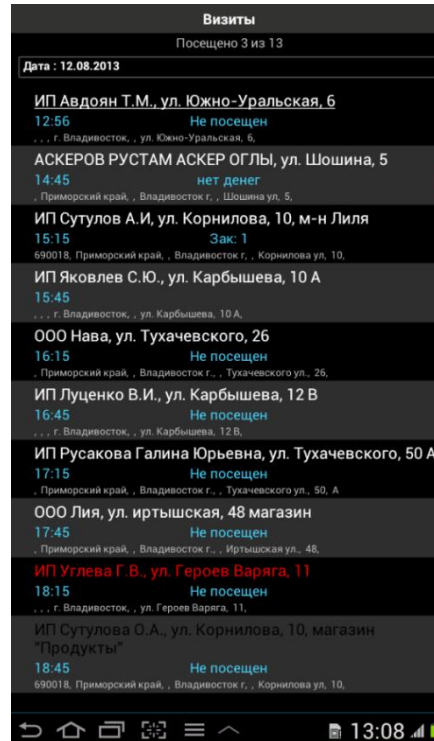 Визиты
Посещено 3 из 13
Дата : 12.08.2013
ИП Авдоян Т.М., ул. Южно-Уральская, 6
12:56 Не посещен
, , , г. Владивосток, , ул. Южно-Уральская, 6,
АСКЕРОВ РУСТАМ АСКЕР ОГЛЫ, ул. Шошина, 5
14:45 нет денег
, Приморский край, , Владивосток г, , Шошина ул, 5,
ИП Сутулов А.И, ул. Корнилова, 10, м-н Лиля
15:15 Зак: 1
690018, Приморский край, , Владивосток г, , Корнилова ул, 10,
ИП Яковлев С.Ю., ул. Карбышева, 10 А
15:45
, , , г. Владивосток, , ул. Карбышева, 10 А,
ООО Нава, ул. Тухачевского, 26
16:15 Не посещен
, Приморский край, , Владивосток г., , Тухачевского ул., 26,
ИП Луценко В.И., ул. Карбышева, 12 В
16:45 Не посещен
, , , г. Владивосток, , ул. Карбышева, 12 В,
ИП Русакова Галина Юрьевна, ул. Тухачевского, 50 А
17:15 Не посещен
, Приморский край, , Владивосток г., , Тухачевского ул., 50, А
ООО Лия, ул. иртышская, 48 магазин
17:45 Не посещен
, Приморский край, , Владивосток г., , Иртышская ул., 48,
ИП Углева Г.В., ул. Героев Варяга, 11
18:15 Не посещен
, , , г. Владивосток, , ул. Героев Варяга, 11,
ИП Сутулова О.А., ул. Корнилова, 10, магазин
"Продукты"
18:45 Не посещен
690018, Приморский край, , Владивосток г, , Корнилова ул, 10,
13:08